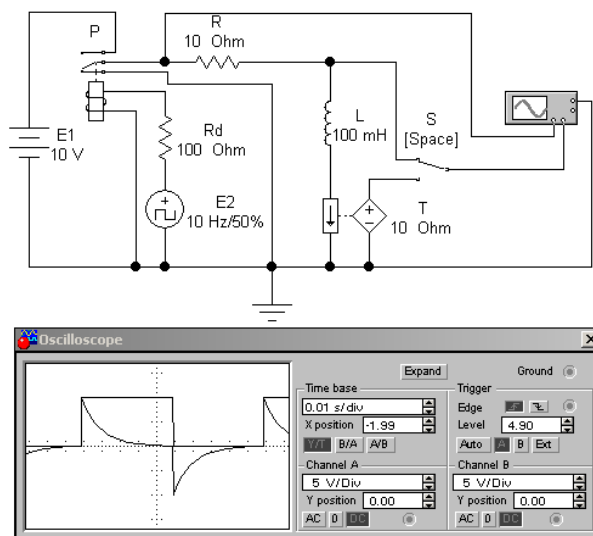 P
R
10 Ohm
E1
10 V
Rd
100 Ohm
E2
10 Hz/50%
L
100 mH
S
[Space]
T
10 Ohm
Oscilloscope
Expand
Ground
Time base
0.01 s/div
X position -1.99
Y/T B/A A/B
Trigger
Edge
Level 4.90
Auto A B Ext
Channel A
5 V/Div
Y position 0.00
AC 0 DC
Channel B
5 V/Div
Y position 0.00
AC 0 DC